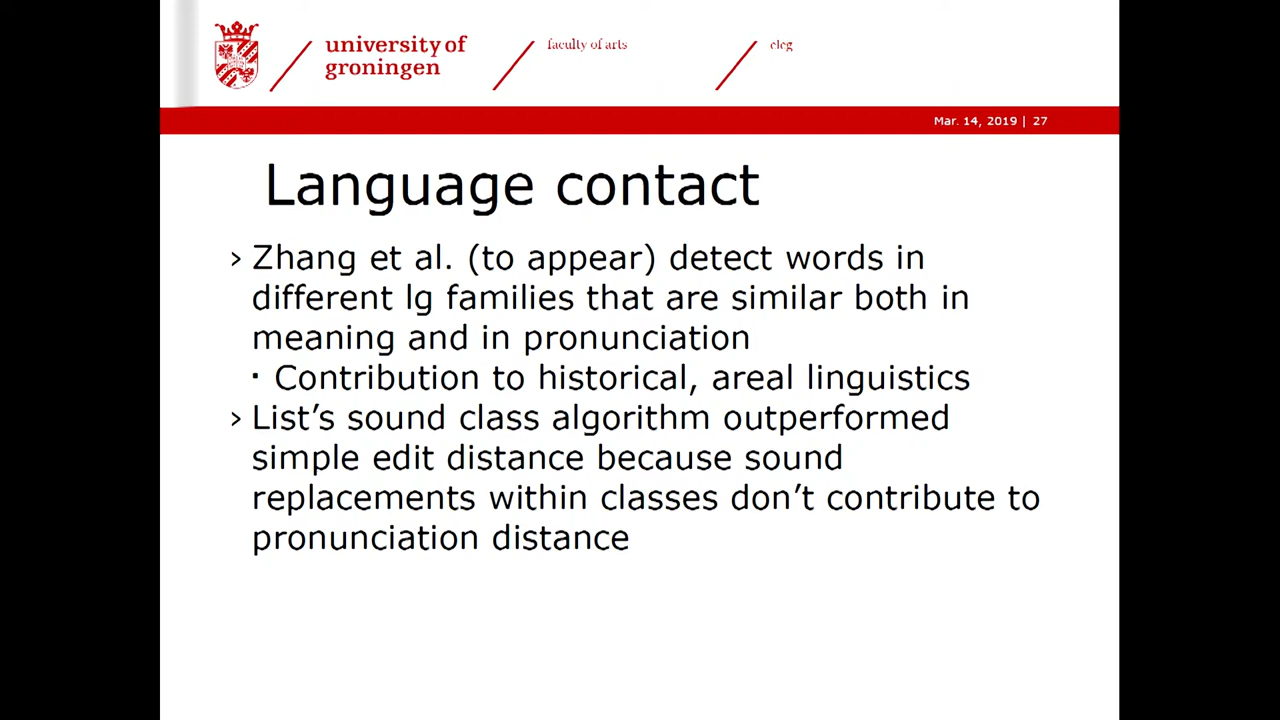 university of
groningen
faculty of arts
clcg
Mar. 14, 2019 | 27
Language contact
› Zhang et al. (to appear) detect words in
different lg families that are similar both in
meaning and in pronunciation
· Contribution to historical, areal linguistics
› List’s sound class algorithm outperformed
simple edit distance because sound
replacements within classes don’t contribute to
pronunciation distance